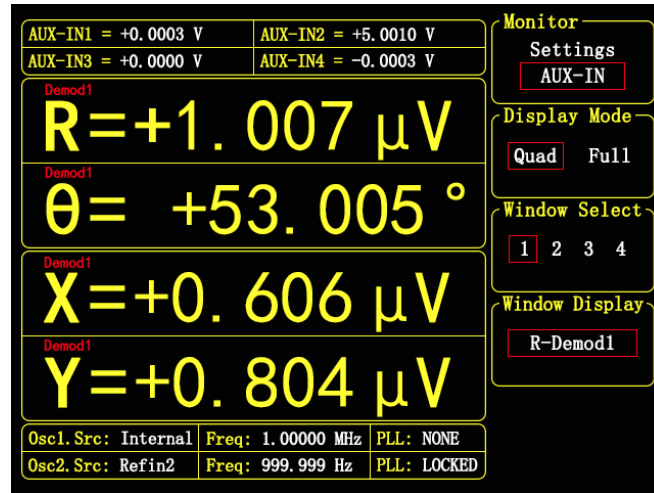 AUX-IN1 = +0.0003 V AUX-IN2 = +5.0010 V
AUX-IN3 = +0.0000 V AUX-IN4 = -0.0003 V
Demod1
R=+1.007 μV
Demod1
θ= +53.005 °
Demod1
X=+0.606 μV
Demod1
Y=+0.804 μV
Osc1.Src: Internal Freq: 1.00000 MHz PLL: NONE
Osc2.Src: Refin2 Freq: 999.999 Hz PLL: LOCKED
Monitor
Settings
AUX-IN
Display Mode
Quad Full
Window Select
1 2 3 4
Window Display
R-Demod1